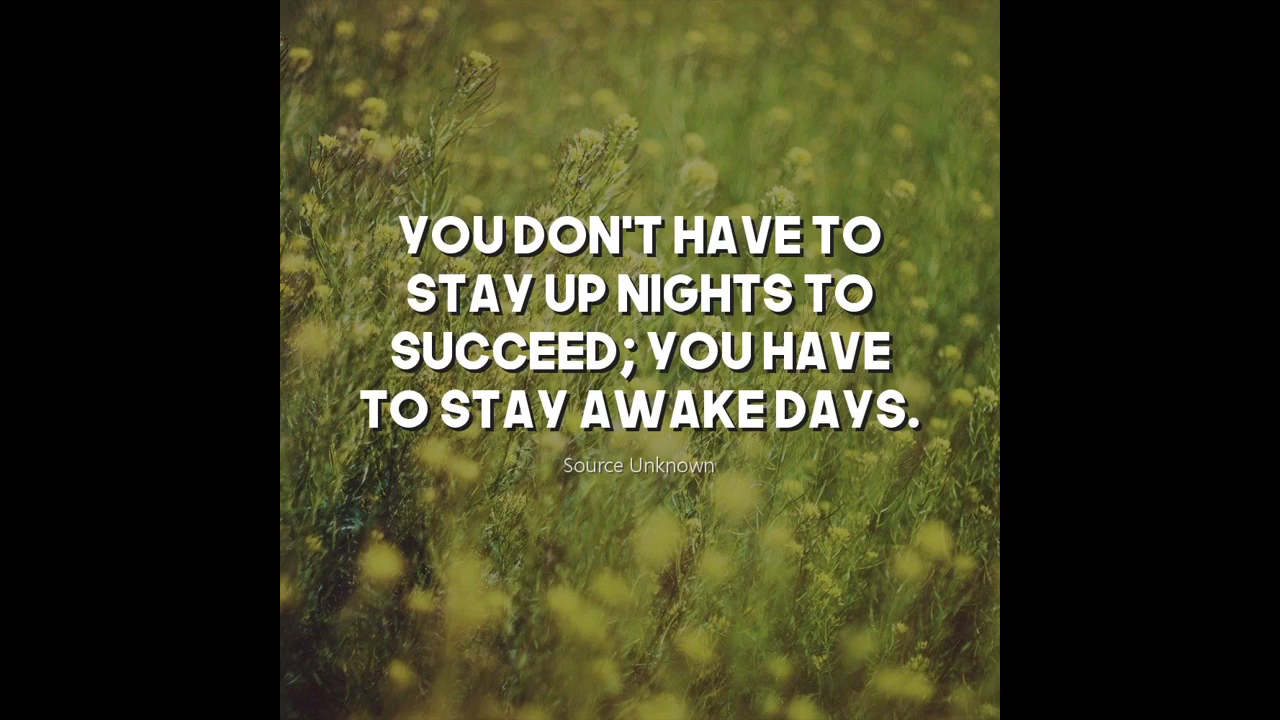 YOU DON'T HAVE TO
STAY UP NIGHTS TO
SUCCEED; YOU HAVE
TO STAY AWAKE DAYS.
Source Unknown